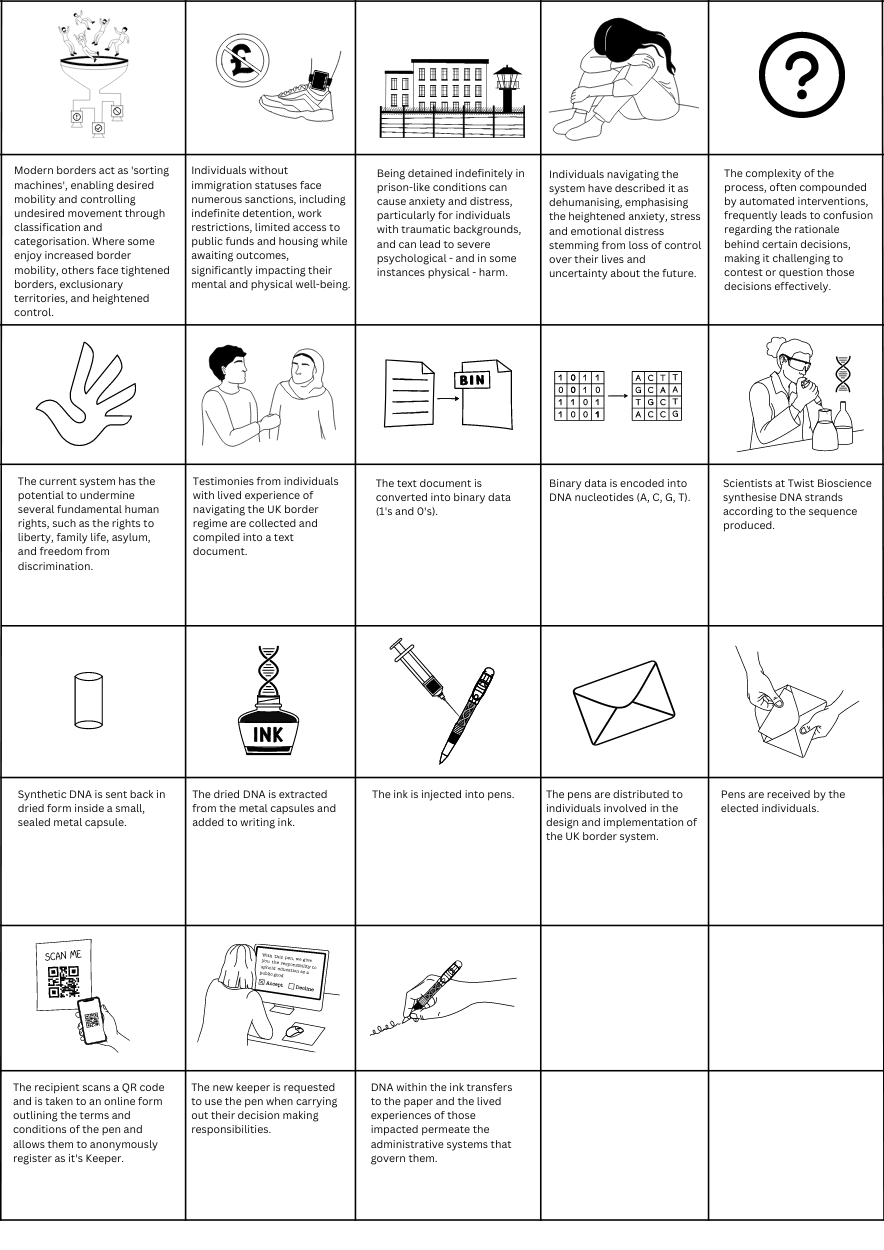 £
Modern borders act as 'sorting
machines', enabling desired
mobility and controlling
undesired movement through
classification and
categorisation. Where some
enjoy increased border
mobility, others face tightened
borders, exclusionary
territories, and heightened
control.
Individuals without
immigration statuses face
numerous sanctions, including
indefinite detention, work
restrictions, limited access to
public funds and housing while
awaiting outcomes,
significantly impacting their
mental and physical well-being.
Being detained indefinitely in
prison-like conditions can
cause anxiety and distress,
particularly for individuals
with traumatic backgrounds,
and can lead to severe
psychological - and in some
instances physical - harm.
Individuals navigating the
system have described it as
dehumanising, emphasising
the heightened anxiety, stress
and emotional distress
stemming from loss of control
over their lives and
uncertainty about the future.
?
The complexity of the
process, often compounded
by automated interventions,
frequently leads to confusion
regarding the rationale
behind certain decisions,
making it challenging to
contest or question those
decisions effectively.
The current system has the
potential to undermine
several fundamental human
rights, such as the rights to
liberty, family life, asylum,
and freedom from
discrimination.
Testimonies from individuals
with lived experience of
navigating the UK border
regime are collected and
compiled into a text
document.
BIN
The text document is
converted into binary data
(1's and 0's).
1 0 1 1
0 0 1 0
1 1 0 1
1 0 0 1
A C T T
G C A A
T G C T
A C C G
Binary data is encoded into
DNA nucleotides (A, C, G, T).
Scientists at Twist Bioscience
synthesise DNA strands
according to the sequence
produced.
Synthetic DNA is sent back in
dried form inside a small,
sealed metal capsule.
INK
The dried DNA is extracted
from the metal capsules and
added to writing ink.
The ink is injected into pens.
The pens are distributed to
individuals involved in the
design and implementation of
the UK border system.
Pens are received by the
elected individuals.
SCAN ME
The recipient scans a QR code
and is taken to an online form
outlining the terms and
conditions of the pen and
allows them to anonymously
register as it's Keeper.
With this pen, we give
you the responsibility to
uphold education as a
public good
Accept Decline
The new keeper is requested
to use the pen when carrying
out their decision making
responsibilities.
DNA within the ink transfers
to the paper and the lived
experiences of those
impacted permeate the
administrative systems that
govern them.